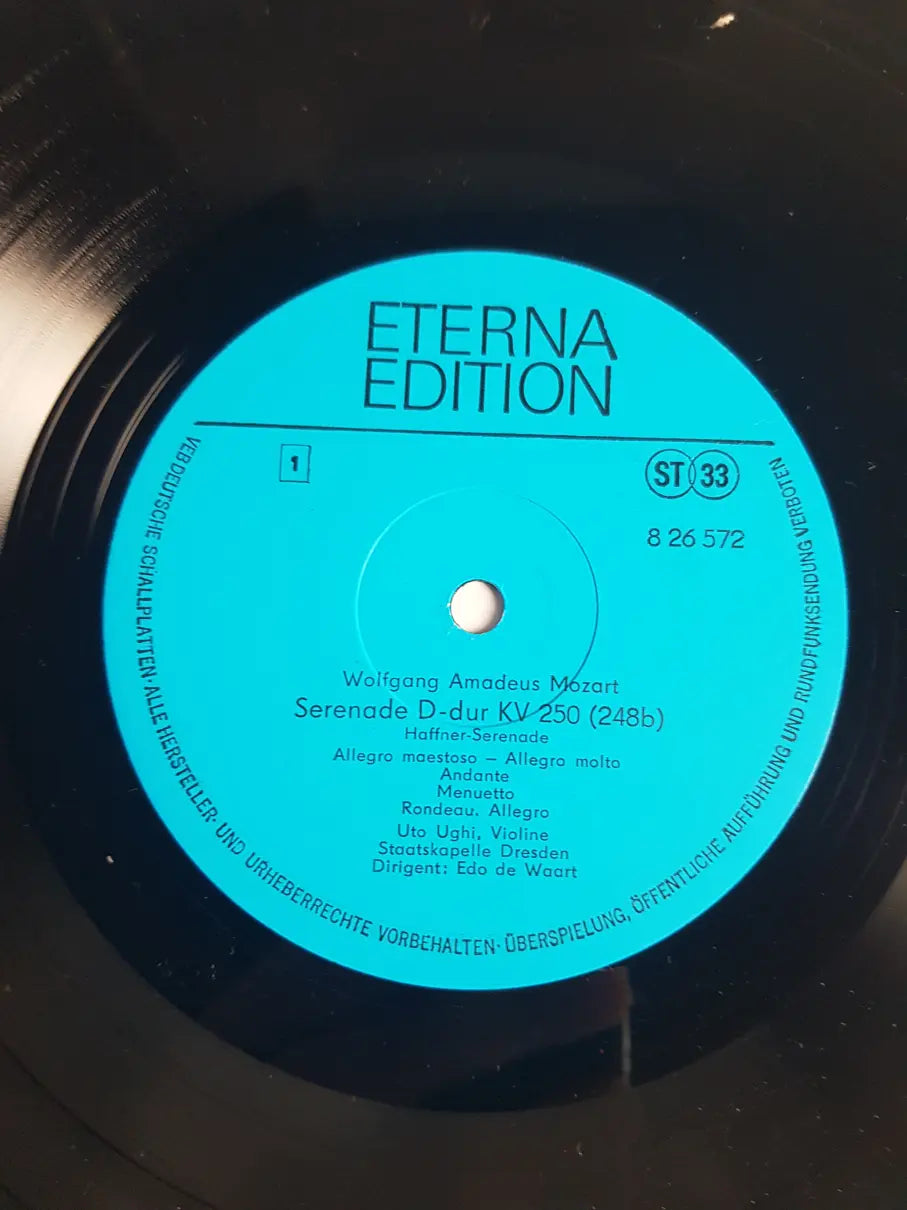 ETERNA
EDITION
1
ST 33
8 26 572
Wolfgang Amadeus Mozart
Serenade D-dur KV 250 (248b)
Haffner-Serenade
Allegro maestoso – Allegro molto
Andante
Menuetto
Rondeau. Allegro
Uto Ughi, Violine
Staatskapelle Dresden
Dirigent: Edo de Waart
VEB DEUTSCHE SCHALLPLATTEN · ALLE HERSTELLER- UND URHEBERRECHTE VORBEHALTEN · ÜBERSPIELUNG, ÖFFENTLICHE AUFFÜHRUNG UND RUNDFUNKSENDUNG VERBOTEN